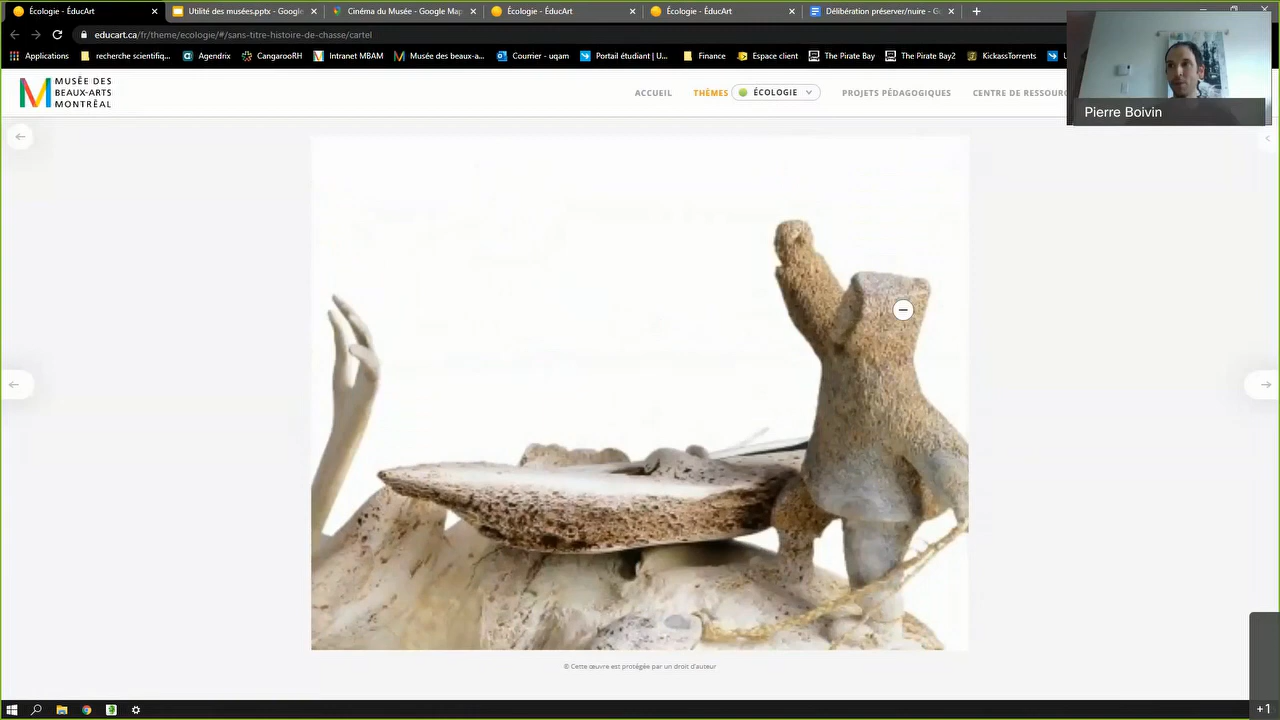 Écologie - ÉducArt
Utilité des musées.pptx - Google
Cinéma du Musée - Google Map
Écologie - ÉducArt
Écologie - ÉducArt
Délibération préserver/nuire - G
educart.ca/fr/theme/ecologie/#/sans-titre-histoire-de-chasse/cartel
Applications
recherche scientifiq...
Agendrix
CangarooRH
Intranet MBAM
Musée des beaux-a...
Courrier - uqam
Portail étudiant | U...
Finance
Espace client
The Pirate Bay
The Pirate Bay2
KickassTorrents
MUSÉE DES
BEAUX-ARTS
MONTRÉAL
ACCUEIL
THÈMES
ÉCOLOGIE
PROJETS PÉDAGOGIQUES
CENTRE DE RESSOURC
Pierre Boivin
© Cette œuvre est protégée par un droit d'auteur
+1